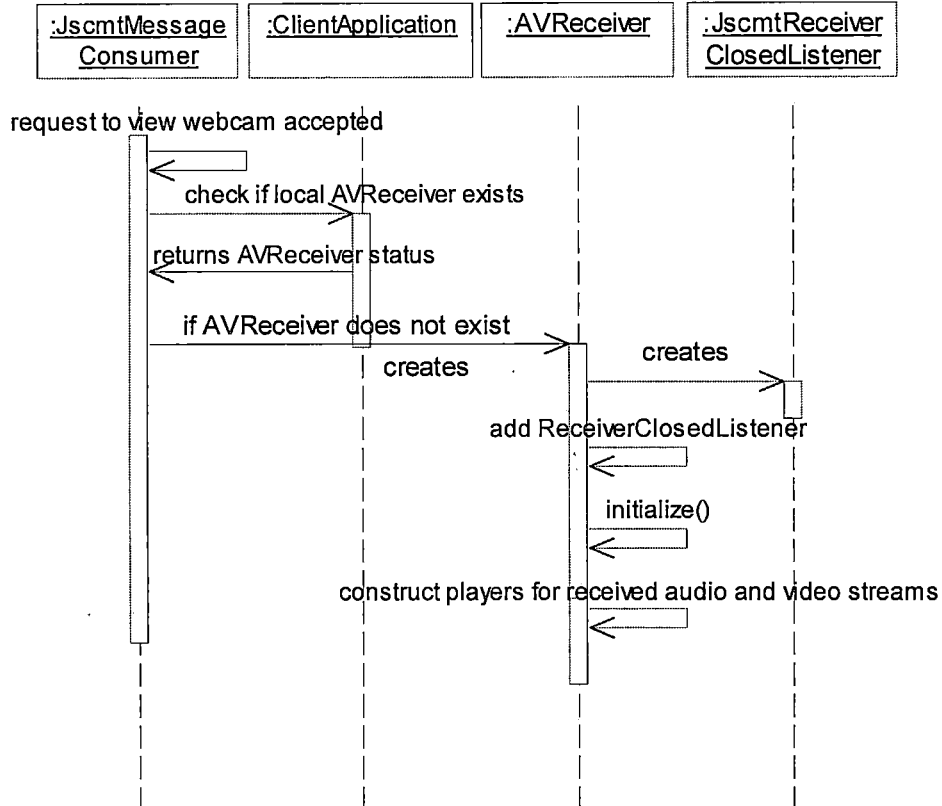 :JscmtMessage
Consumer
:ClientApplication
:AVReceiver
:JscmtReceiver
ClosedListener
request to view webcam accepted
check if local AVReceiver exists
returns AVReceiver status
if AVReceiver does not exist
creates
creates
add ReceiverClosedListener
initialize()
construct players for received audio and video streams